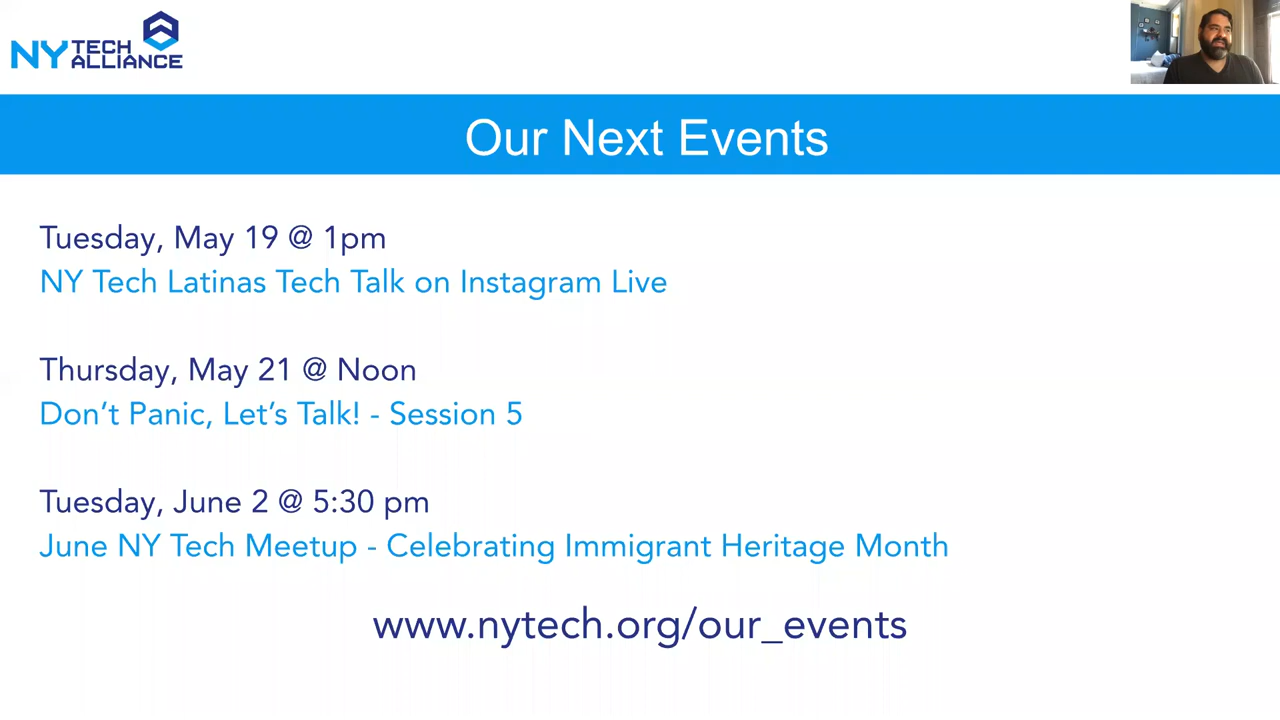 NY TECH
ALLIANCE
Our Next Events
Tuesday, May 19 @ 1pm
NY Tech Latinas Tech Talk on Instagram Live
Thursday, May 21 @ Noon
Don’t Panic, Let’s Talk! - Session 5
Tuesday, June 2 @ 5:30 pm
June NY Tech Meetup - Celebrating Immigrant Heritage Month
www.nytech.org/our_events